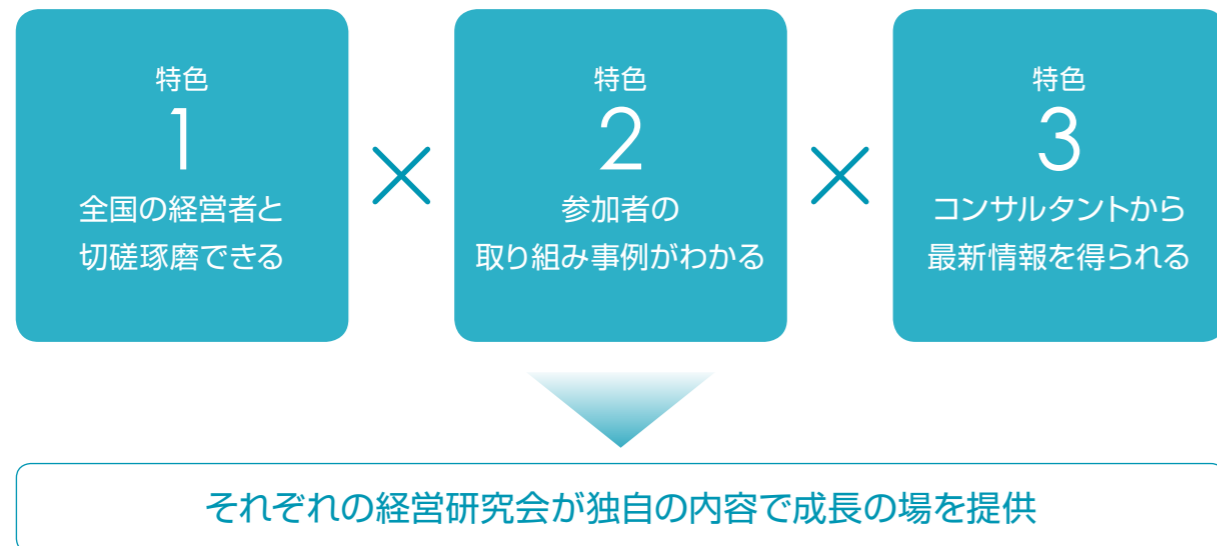 特色
1
全国の経営者と
切磋琢磨できる
×
特色
2
参加者の
取り組み事例がわかる
×
特色
3
コンサルタントから
最新情報を得られる
それぞれの経営研究会が独自の内容で成長の場を提供